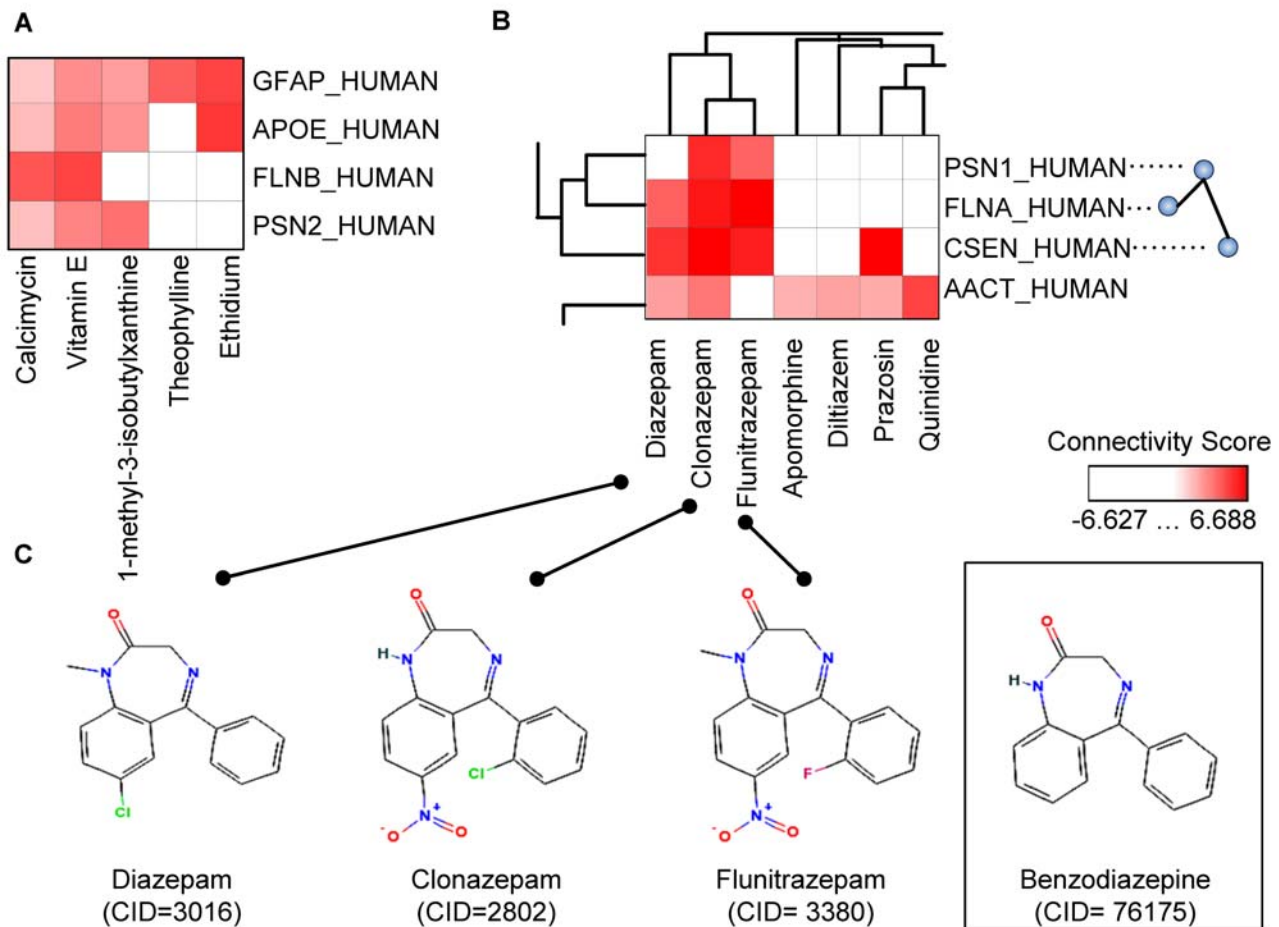 A
GFAP_HUMAN
APOE_HUMAN
FLNB_HUMAN
PSN2_HUMAN
Calcimycin
Vitamin E
1-methyl-3-isobutylxanthine
Theophylline
Ethidium
B
PSN1_HUMAN
FLNA_HUMAN
CSEN_HUMAN
AACT_HUMAN
Diazepam
Clonazepam
Flunitrazepam
Apomorphine
Diltiazem
Prazosin
Quinidine
Connectivity Score
-6.627 ... 6.688
C
O
N
N
Cl
Diazepam
(CID=3016)
O
H N
N
Cl
N +
- O
O
Clonazepam
(CID=2802)
O
N
N
F
N +
- O
O
Flunitrazepam
(CID= 3380)
O
H N
N
Benzodiazepine
(CID= 76175)